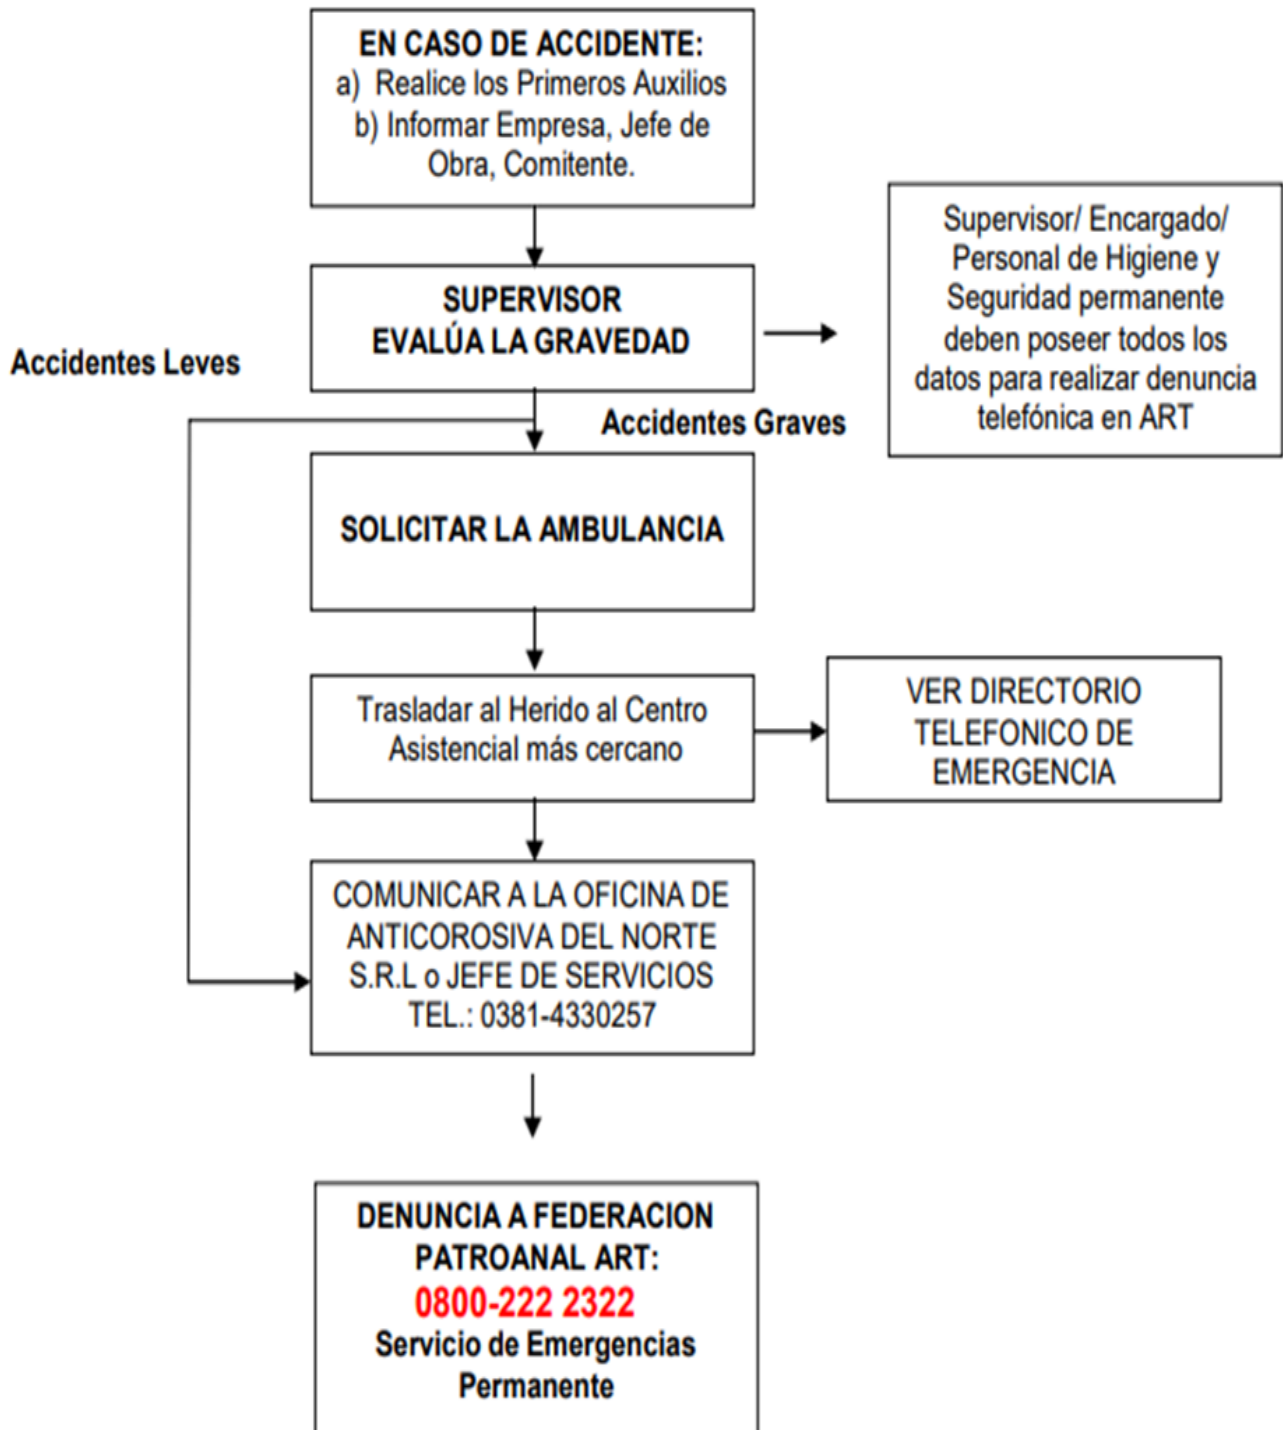 EN CASO DE ACCIDENTE:
a) Realice los Primeros Auxilios
b) Informar Empresa, Jefe de
Obra, Comitente.
Supervisor/ Encargado/
Personal de Higiene y
Seguridad permanente
deben poseer todos los
datos para realizar denuncia
telefónica en ART
SUPERVISOR
EVALÚA LA GRAVEDAD
Accidentes Leves
Accidentes Graves
SOLICITAR LA AMBULANCIA
Trasladar al Herido al Centro
Asistencial más cercano
VER DIRECTORIO
TELEFONICO DE
EMERGENCIA
COMUNICAR A LA OFICINA DE
ANTICOROSIVA DEL NORTE
S.R.L o JEFE DE SERVICIOS
TEL.: 0381-4330257
DENUNCIA A FEDERACION
PATROANAL ART:
0800-222 2322
Servicio de Emergencias
Permanente